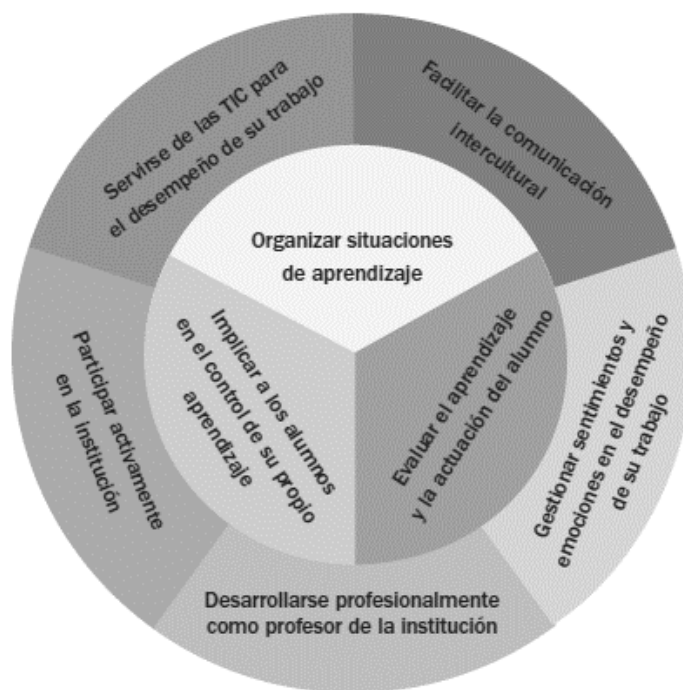 Servirse de las TIC para
el desempeño de su trabajo
Facilitar la comunicación
intercultural
Organizar situaciones
de aprendizaje
Implicar a los alumnos
en el control de su propio
aprendizaje
Evaluar el aprendizaje
y la actuación del alumno
Participar activamente
en la institución
Gestionar sentimientos y
emociones en el desempeño
de su trabajo
Desarrollarse profesionalmente
como profesor de la institución